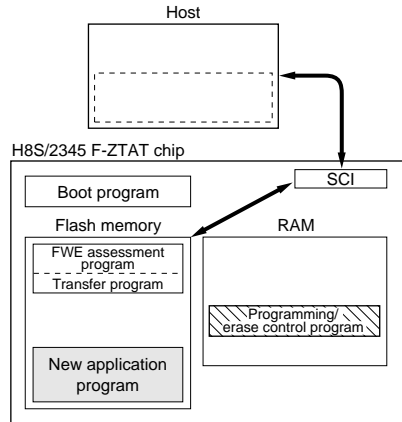 Host
H8S/2345 F-ZTAT chip
SCI
Boot program
Flash memory
RAM
FWE assessment
program
Transfer program
Programming/
erase control program
New application
program